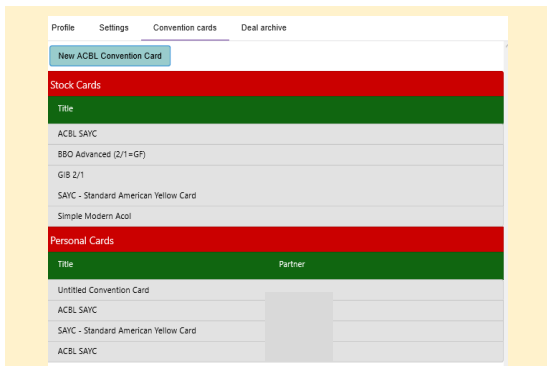 Profile Settings Convention cards Deal archive
New ACBL Convention Card
Stock Cards
Title
ACBL SAYC
BBO Advanced (2/1=GF)
GIB 2/1
SAYC - Standard American Yellow Card
Simple Modern Acol
Personal Cards
Title Partner
Untitled Convention Card
ACBL SAYC
SAYC - Standard American Yellow Card
ACBL SAYC